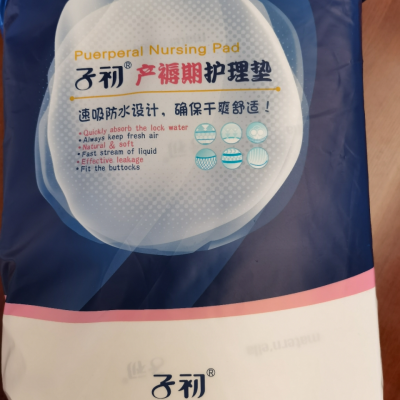 Puerperal Nursing Pad
子初® 产褥期护理垫
速吸防水设计，确保干爽舒适！
•Quickly absorb the lock water
•Always keep fresh air
•Natural & soft
•Fast stream of liquid
•Effective leakage
•Fit the buttocks
子初®